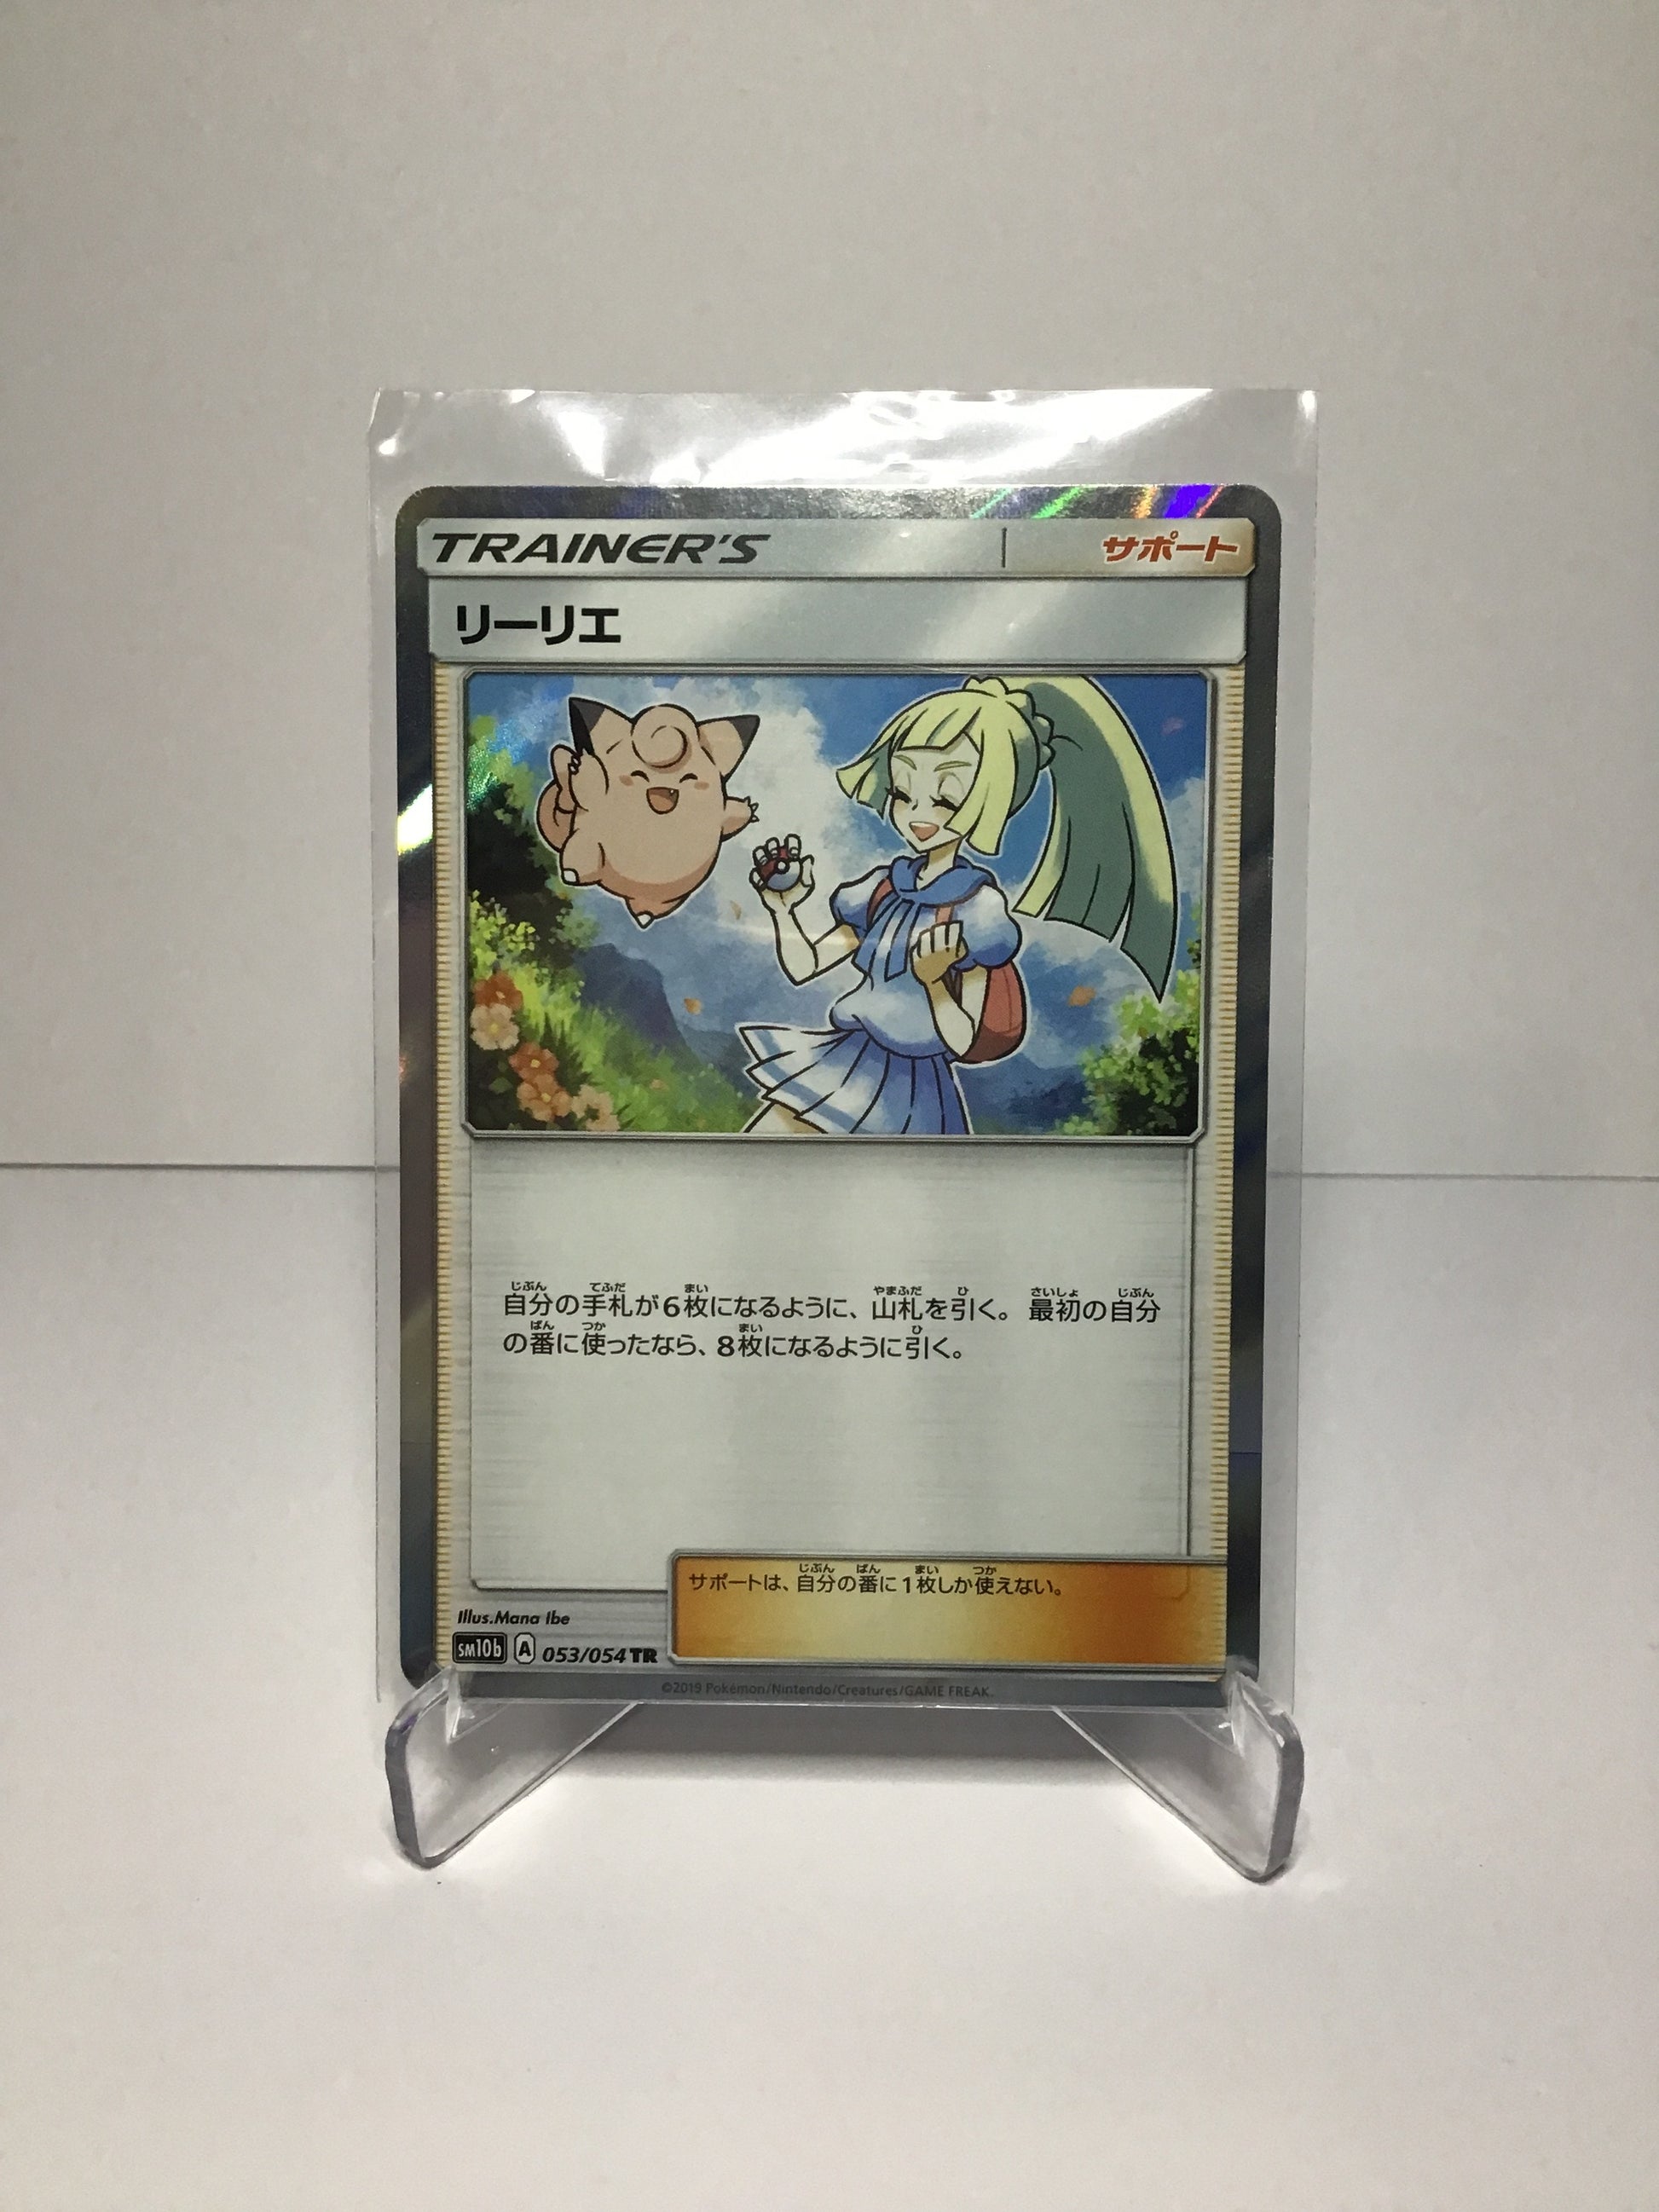 TRAINER'S
サポート
リーリエ
自分の手札が6枚になるように、山札を引く。 最初の自分
の番に使ったなら、8枚になるように引く。
サポートは、自分の番に1枚しか使えない。
Illus.Mana Ibe
SM10b A 053/054 TR
©2019 Pokémon/Nintendo/Creatures/GAME FREAK.